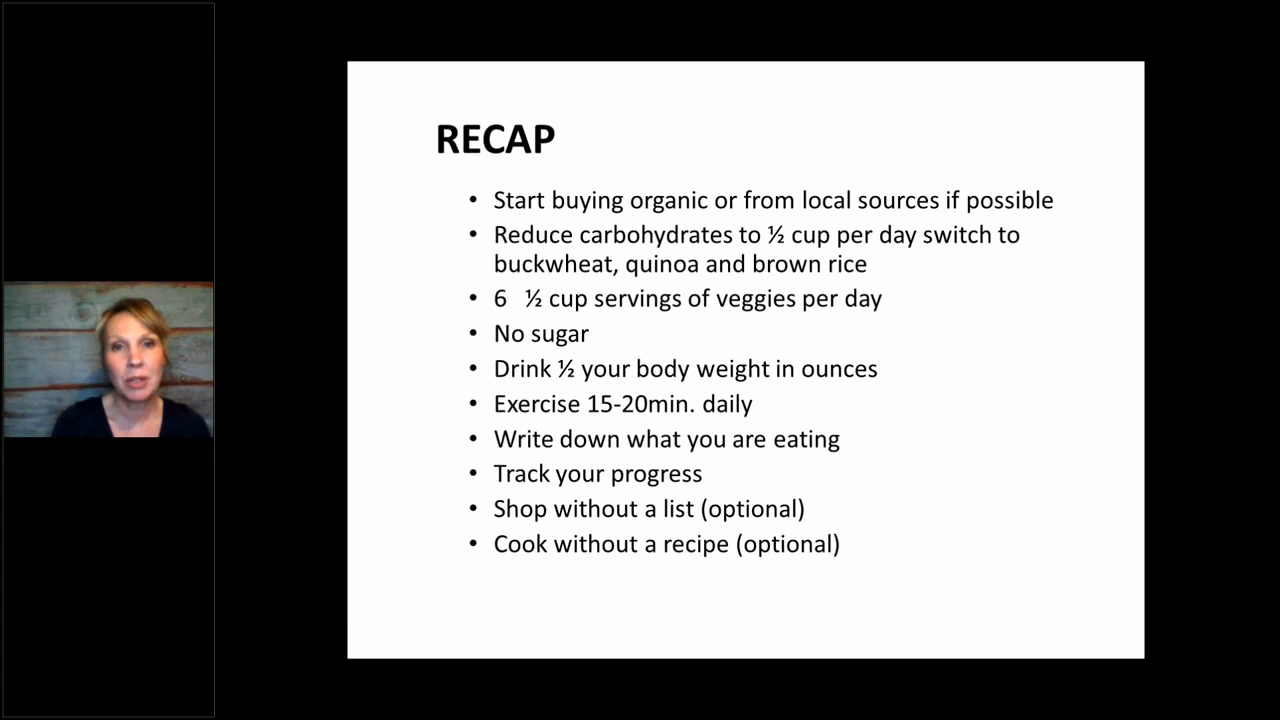 RECAP
• Start buying organic or from local sources if possible
• Reduce carbohydrates to ½ cup per day switch to
buckwheat, quinoa and brown rice
• 6 ½ cup servings of veggies per day
• No sugar
• Drink ½ your body weight in ounces
• Exercise 15-20min. daily
• Write down what you are eating
• Track your progress
• Shop without a list (optional)
• Cook without a recipe (optional)